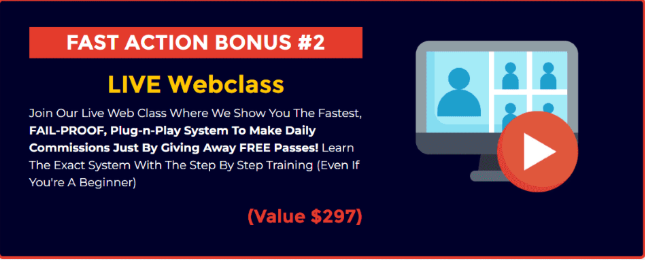 FAST ACTION BONUS #2
LIVE Webclass
Join Our Live Web Class Where We Show You The Fastest,
FAIL-PROOF, Plug-n-Play System To Make Daily
Commissions Just By Giving Away FREE Passes! Learn
The Exact System With The Step By Step Training (Even If
You're A Beginner)
(Value $297)